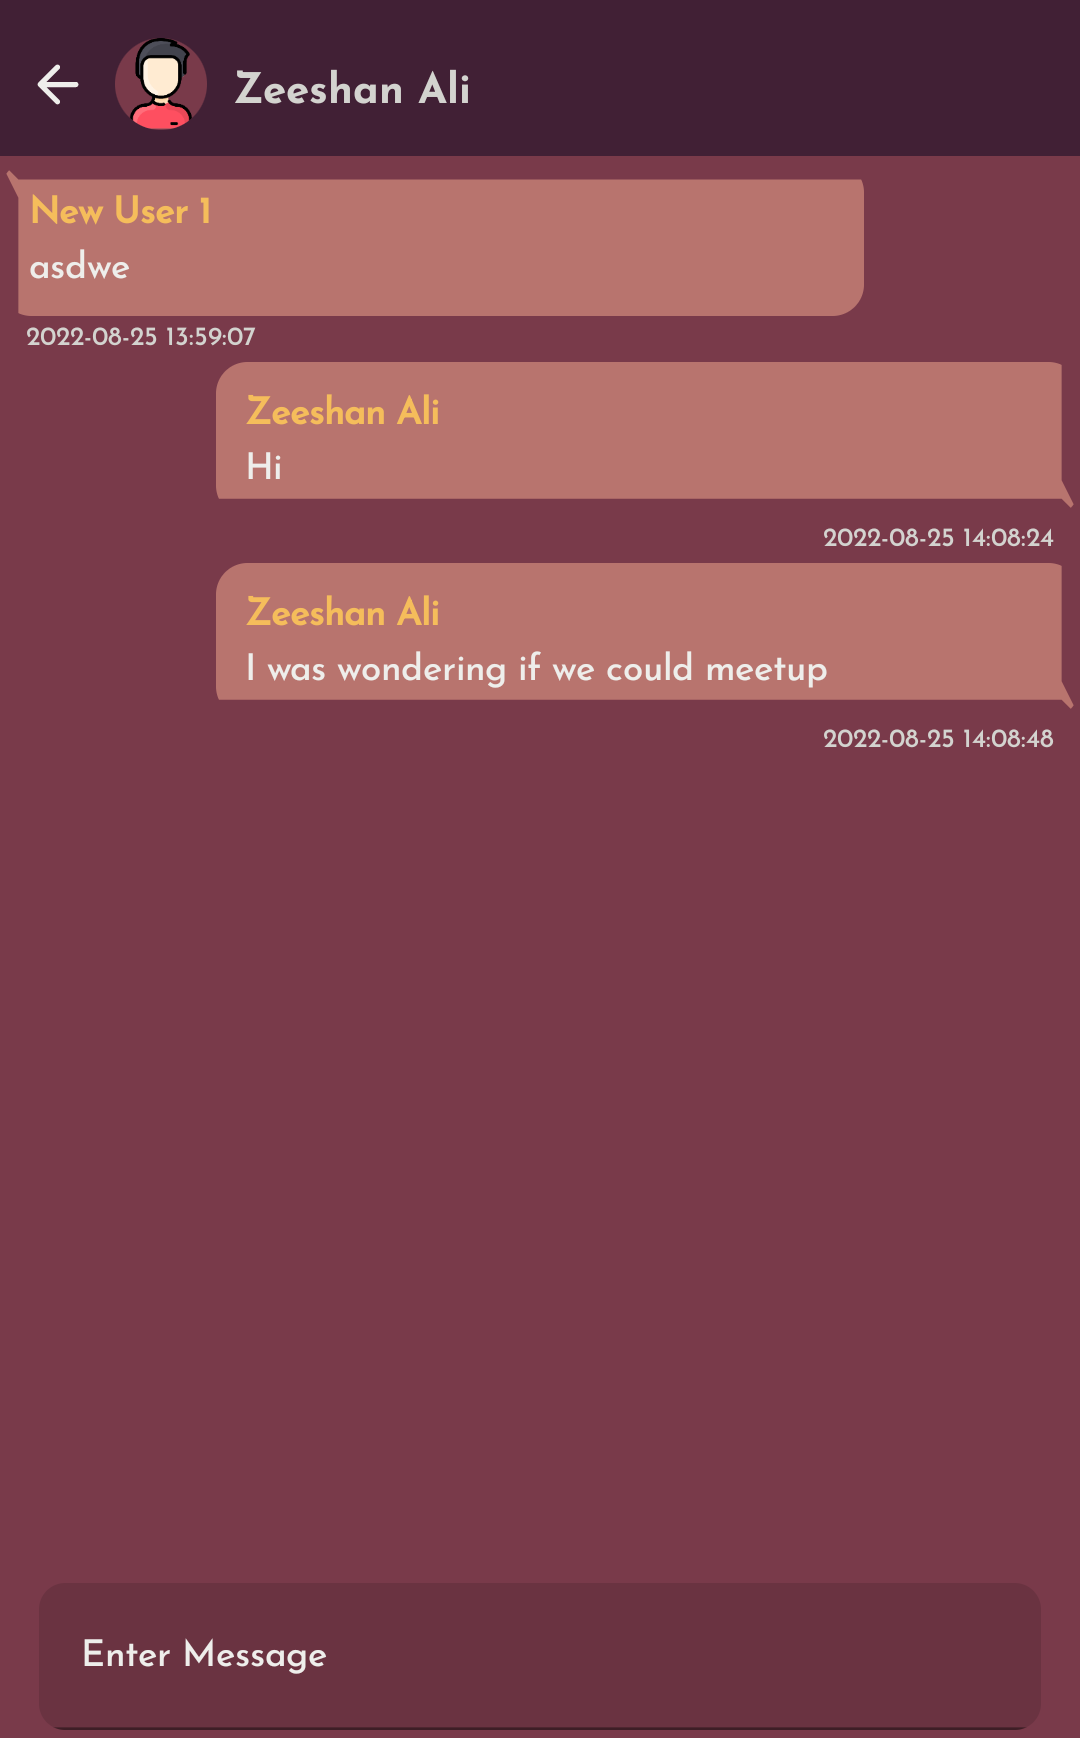 Zeeshan Ali
New User 1
asdwe
2022-08-25 13:59:07
Zeeshan Ali
Hi
2022-08-25 14:08:24
Zeeshan Ali
I was wondering if we could meetup
2022-08-25 14:08:48
Enter Message